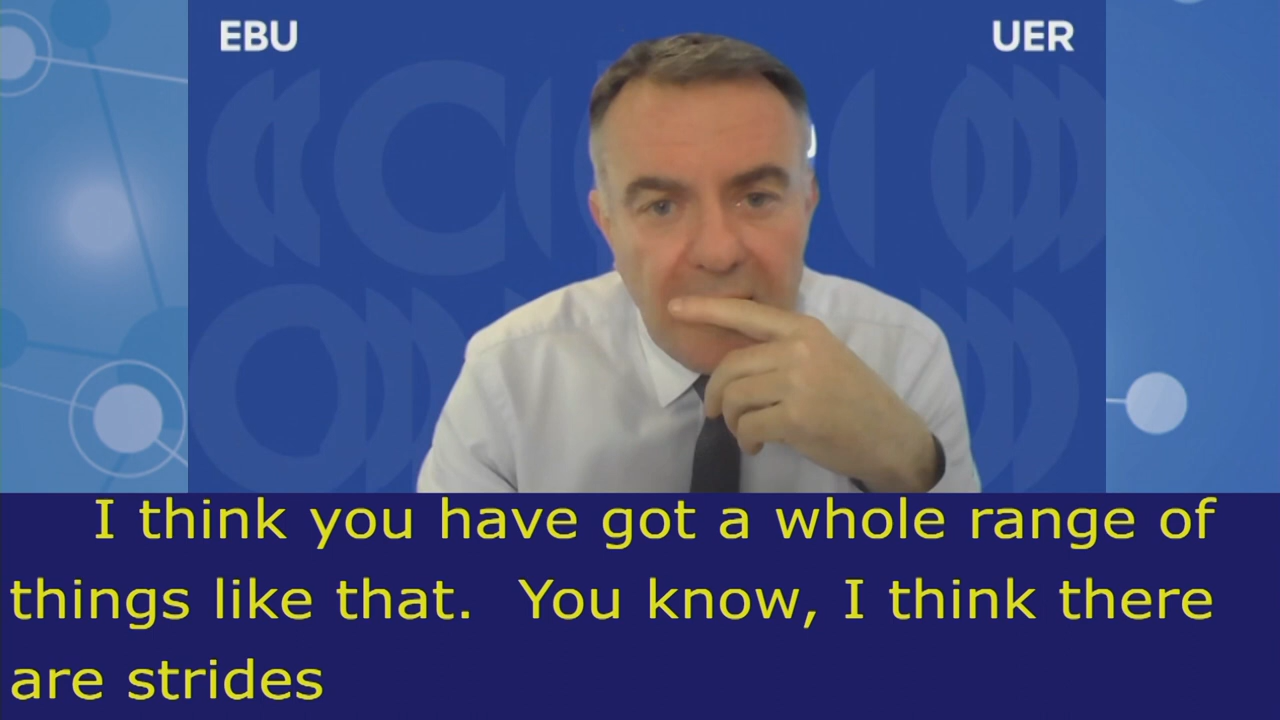 EBU
UER
I think you have got a whole range of
things like that.  You know, I think there
are strides